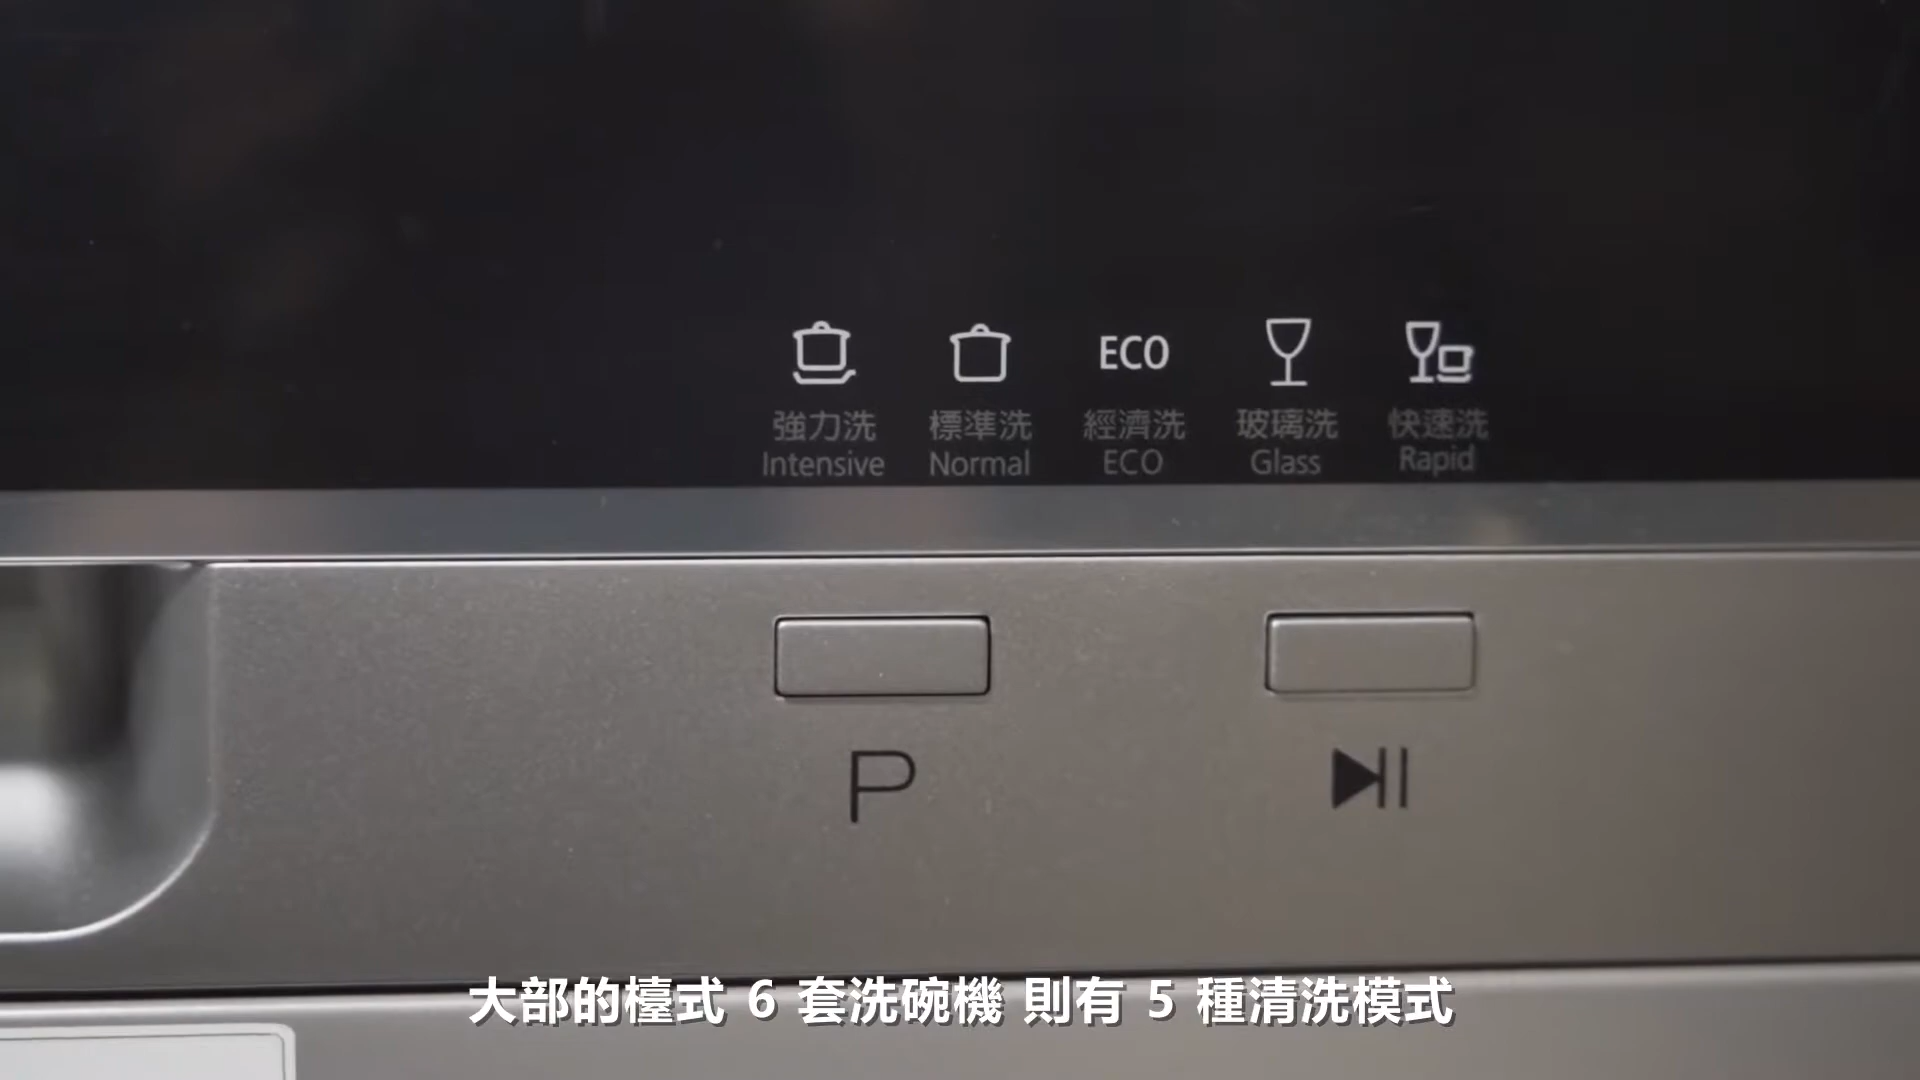 ECO
強力洗 標準洗 經濟洗 玻璃洗 快速洗
Intensive Normal ECO Glass Rapid
P
大部的檯式 6 套洗碗機 則有 5 種清洗模式